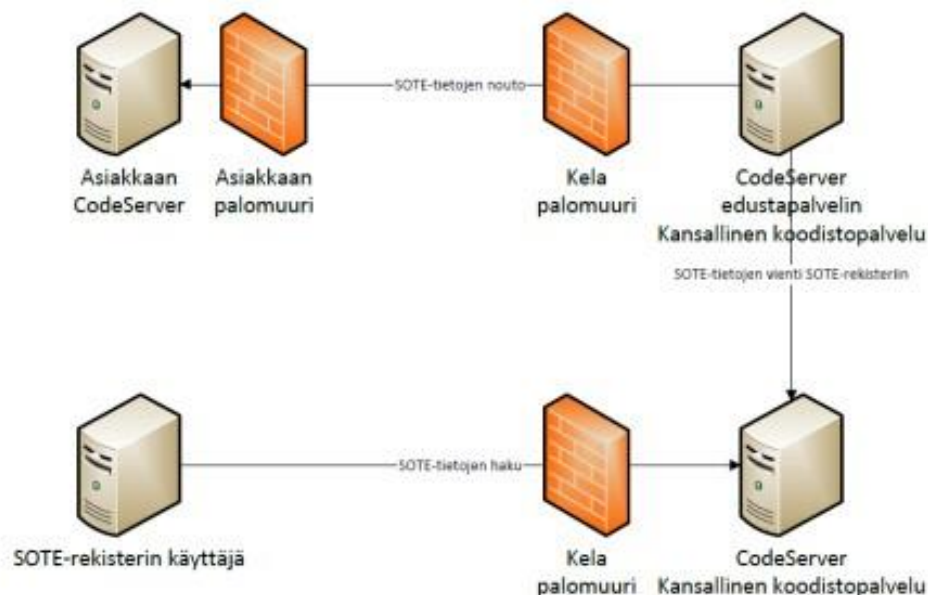 SOTE-tietojen nouto
Asiakkaan
CodeServer
Asiakkaan
palomuuri
Kela
palomuuri
CodeServer
edustapalvelin
Kansallinen koodistopalvelu
SOTE-tietojen vienti SOTE-rekisteriin
SOTE-tietojen haku
SOTE-rekisterin käyttäjä
Kela
palomuuri
CodeServer
Kansallinen koodistopalvelu